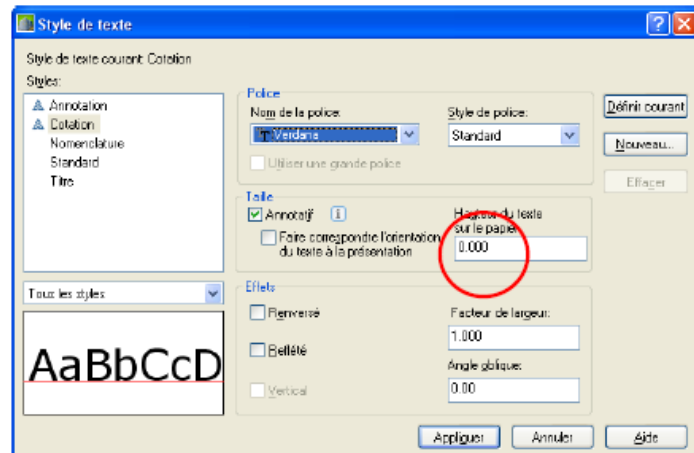 Style de texte
Style de texte courant: Cotation
Styles:
Annotation
Cotation
Nomenclature
Standard
Titre
Tous les styles
AaBbCcD
Police
Nom de la police:
Verdana
Style de police:
Standard
Utiliser une grande police
Taille
Annotatif
Faire correspondre l'orientation
du texte à la présentation
Hauteur du texte
sur le papier
0.000
Effets
Renversé
Reflété
Vertical
Facteur de largeur:
1.000
Angle oblique:
0.00
Définir courant
Nouveau...
Effacer
Appliquer
Annuler
Aide